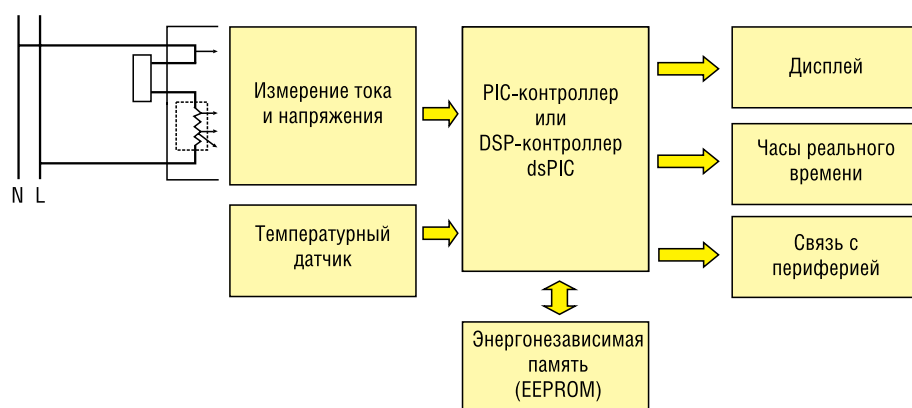 N L
Измерение тока
и напряжения
Температурный
датчик
PIC-контроллер
или
DSP-контроллер
dsPIC
Энергонезависимая
память
(EEPROM)
Дисплей
Часы реального
времени
Связь с
периферией